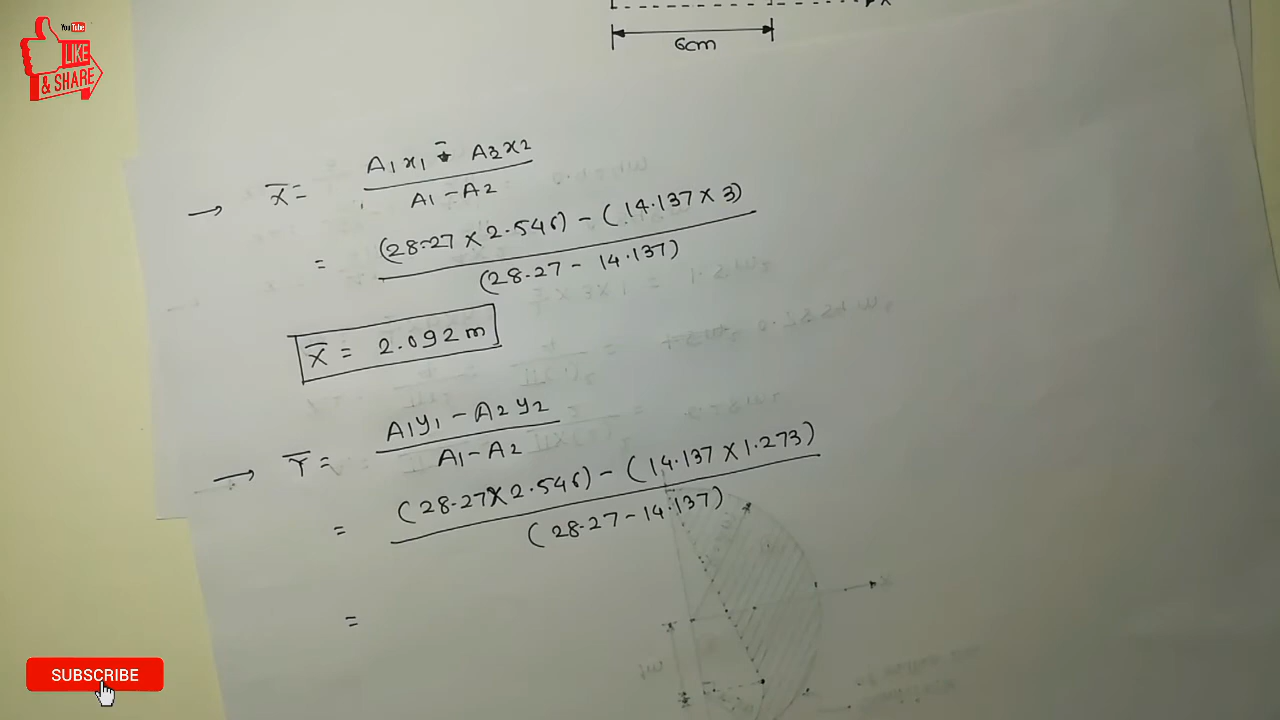 YouTube
LIKE
& SHARE
x
6cm
→ X̄ = A1x1 - A2x2 / A1 - A2
= (28.27 × 2.546) - (14.137 × 3) / (28.27 - 14.137)
X̄ = 2.092 m
→ Ȳ = A1y1 - A2y2 / A1 - A2
= (28.27 × 2.546) - (14.137 × 1.273) / (28.27 - 14.137)
=
SUBSCRIBE